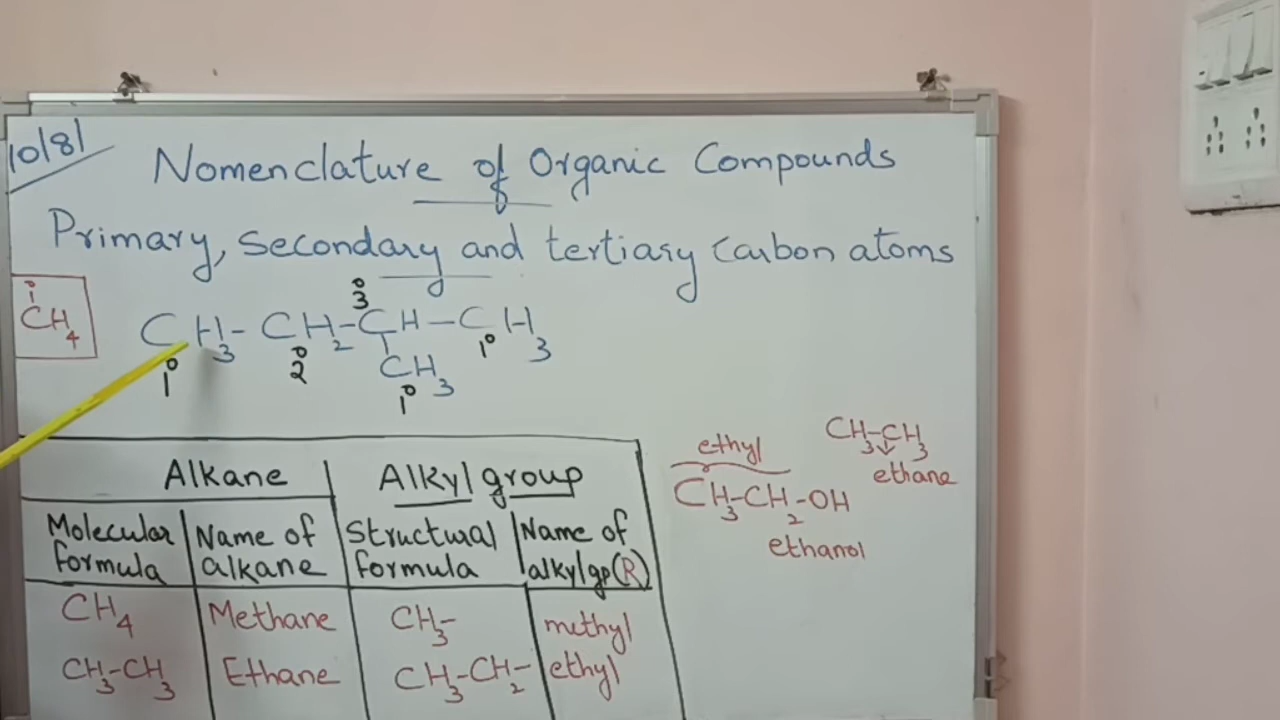 10/8/
Nomenclature of Organic Compounds
Primary, Secondary and tertiary Carbon atoms
1°
CH4
3°
CH3-CH2-CH-CH3
1° 2° 1°
CH3
1°
Alkane Alkyl group
Molecular formula Name of alkane Structural formula Name of alkyl gp(R)
CH4 Methane CH3- methyl
CH3-CH3 Ethane CH3-CH2- ethyl
CH3-CH3
ethane
ethyl
CH3-CH2-OH
ethanol